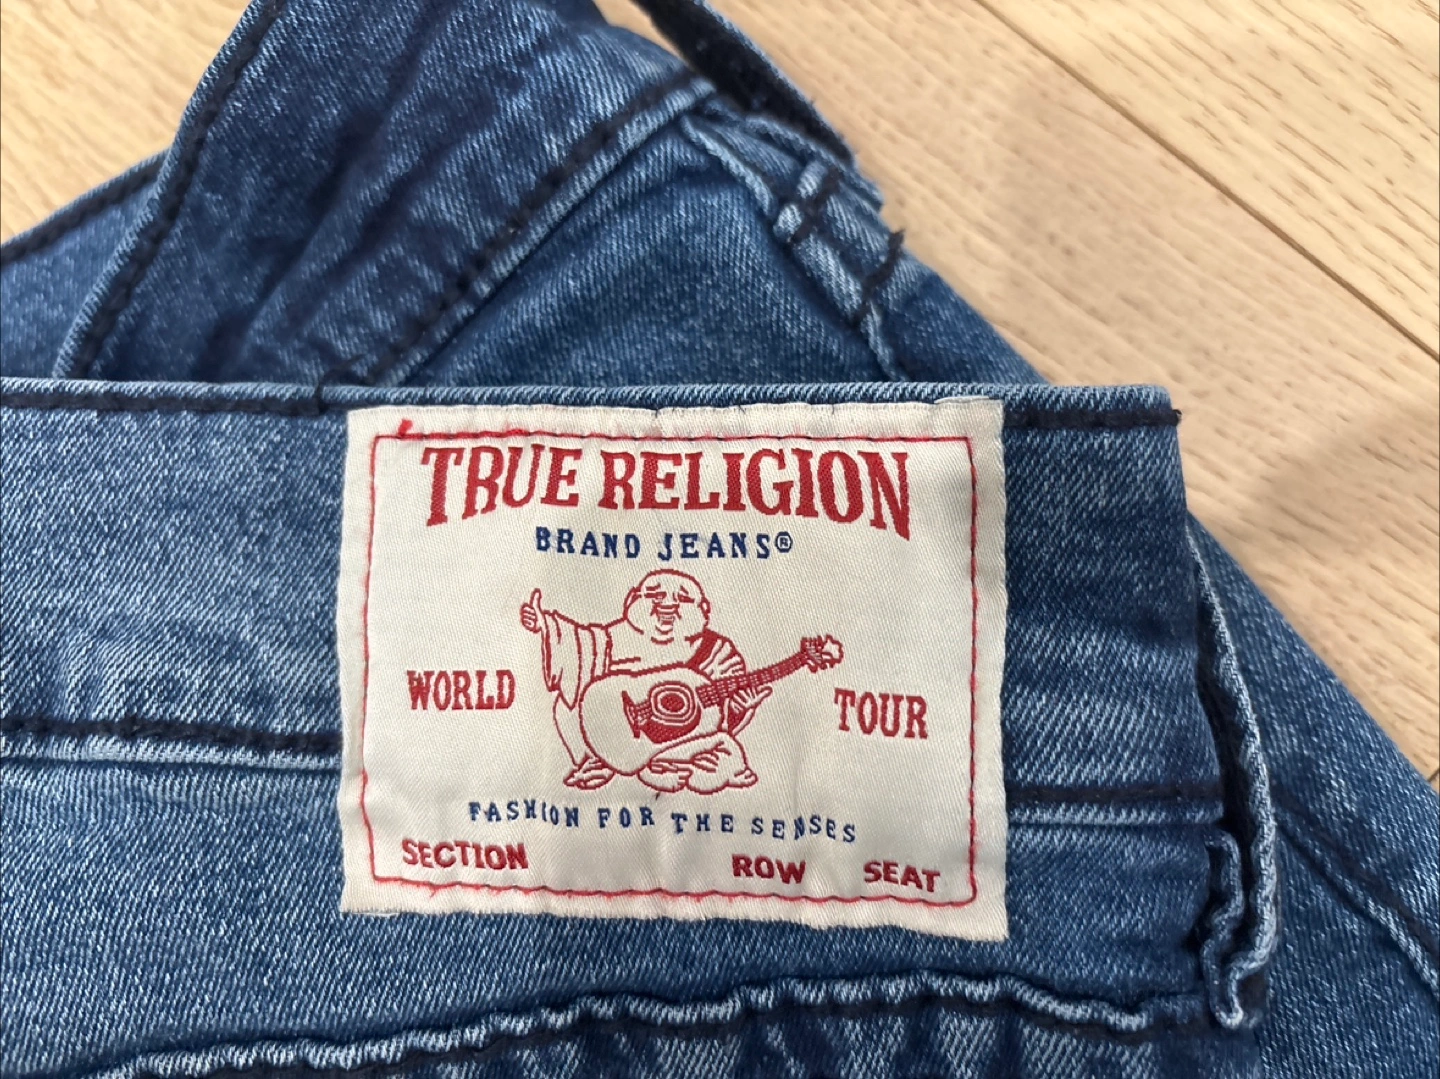 TRUE RELIGION
BRAND JEANS®
WORLD TOUR
FASHION FOR THE SENSES
SECTION ROW SEAT